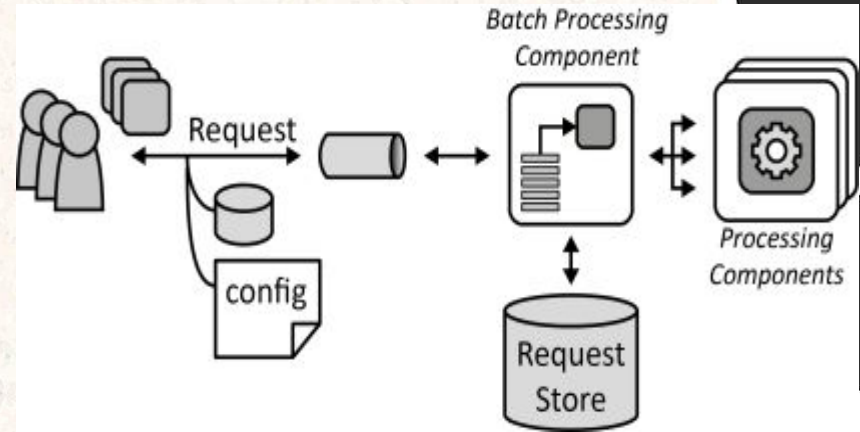 Batch Processing
Component
Request
config
Processing
Components
Request
Store